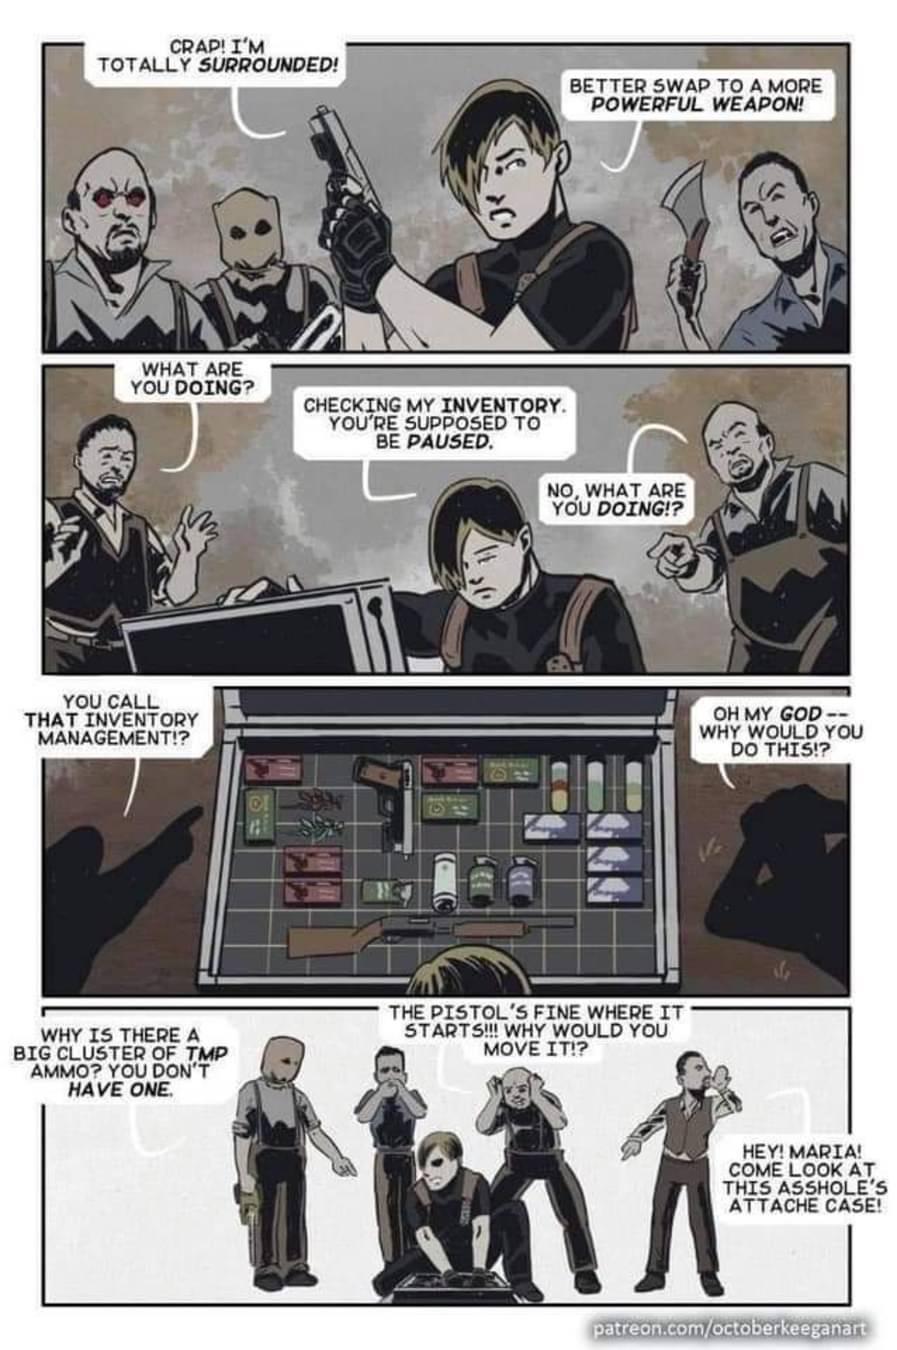 CRAP! I'M
TOTALLY SURROUNDED!
BETTER SWAP TO A MORE
POWERFUL WEAPON!
WHAT ARE
YOU DOING?
CHECKING MY INVENTORY.
YOU'RE SUPPOSED TO
BE PAUSED.
NO, WHAT ARE
YOU DOING!?
YOU CALL
THAT INVENTORY
MANAGEMENT!?
OH MY GOD --
WHY WOULD YOU
DO THIS!?
WHY IS THERE A
BIG CLUSTER OF TMP
AMMO? YOU DON'T
HAVE ONE.
THE PISTOL'S FINE WHERE IT
STARTS!!! WHY WOULD YOU
MOVE IT!?
HEY! MARIA!
COME LOOK AT
THIS ASSHOLE'S
ATTACHE CASE!
patreon.com/octoberkeeganart